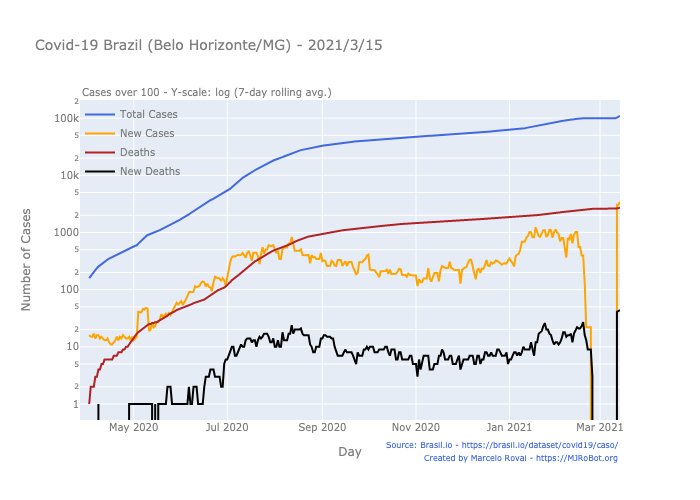 Covid-19 Brazil (Belo Horizonte/MG) - 2021/3/15
Cases over 100 - Y-scale: log (7-day rolling avg.)
Total Cases
New Cases
Deaths
New Deaths
Number of Cases
2
100k
5
2
10k
5
2
1000
5
2
100
5
2
10
5
2
1
May 2020
Jul 2020
Sep 2020
Nov 2020
Jan 2021
Mar 2021
Day
Source: Brasil.io - https://brasil.io/dataset/covid19/caso/
Created by Marcelo Rovai - https://MJRoBot.org